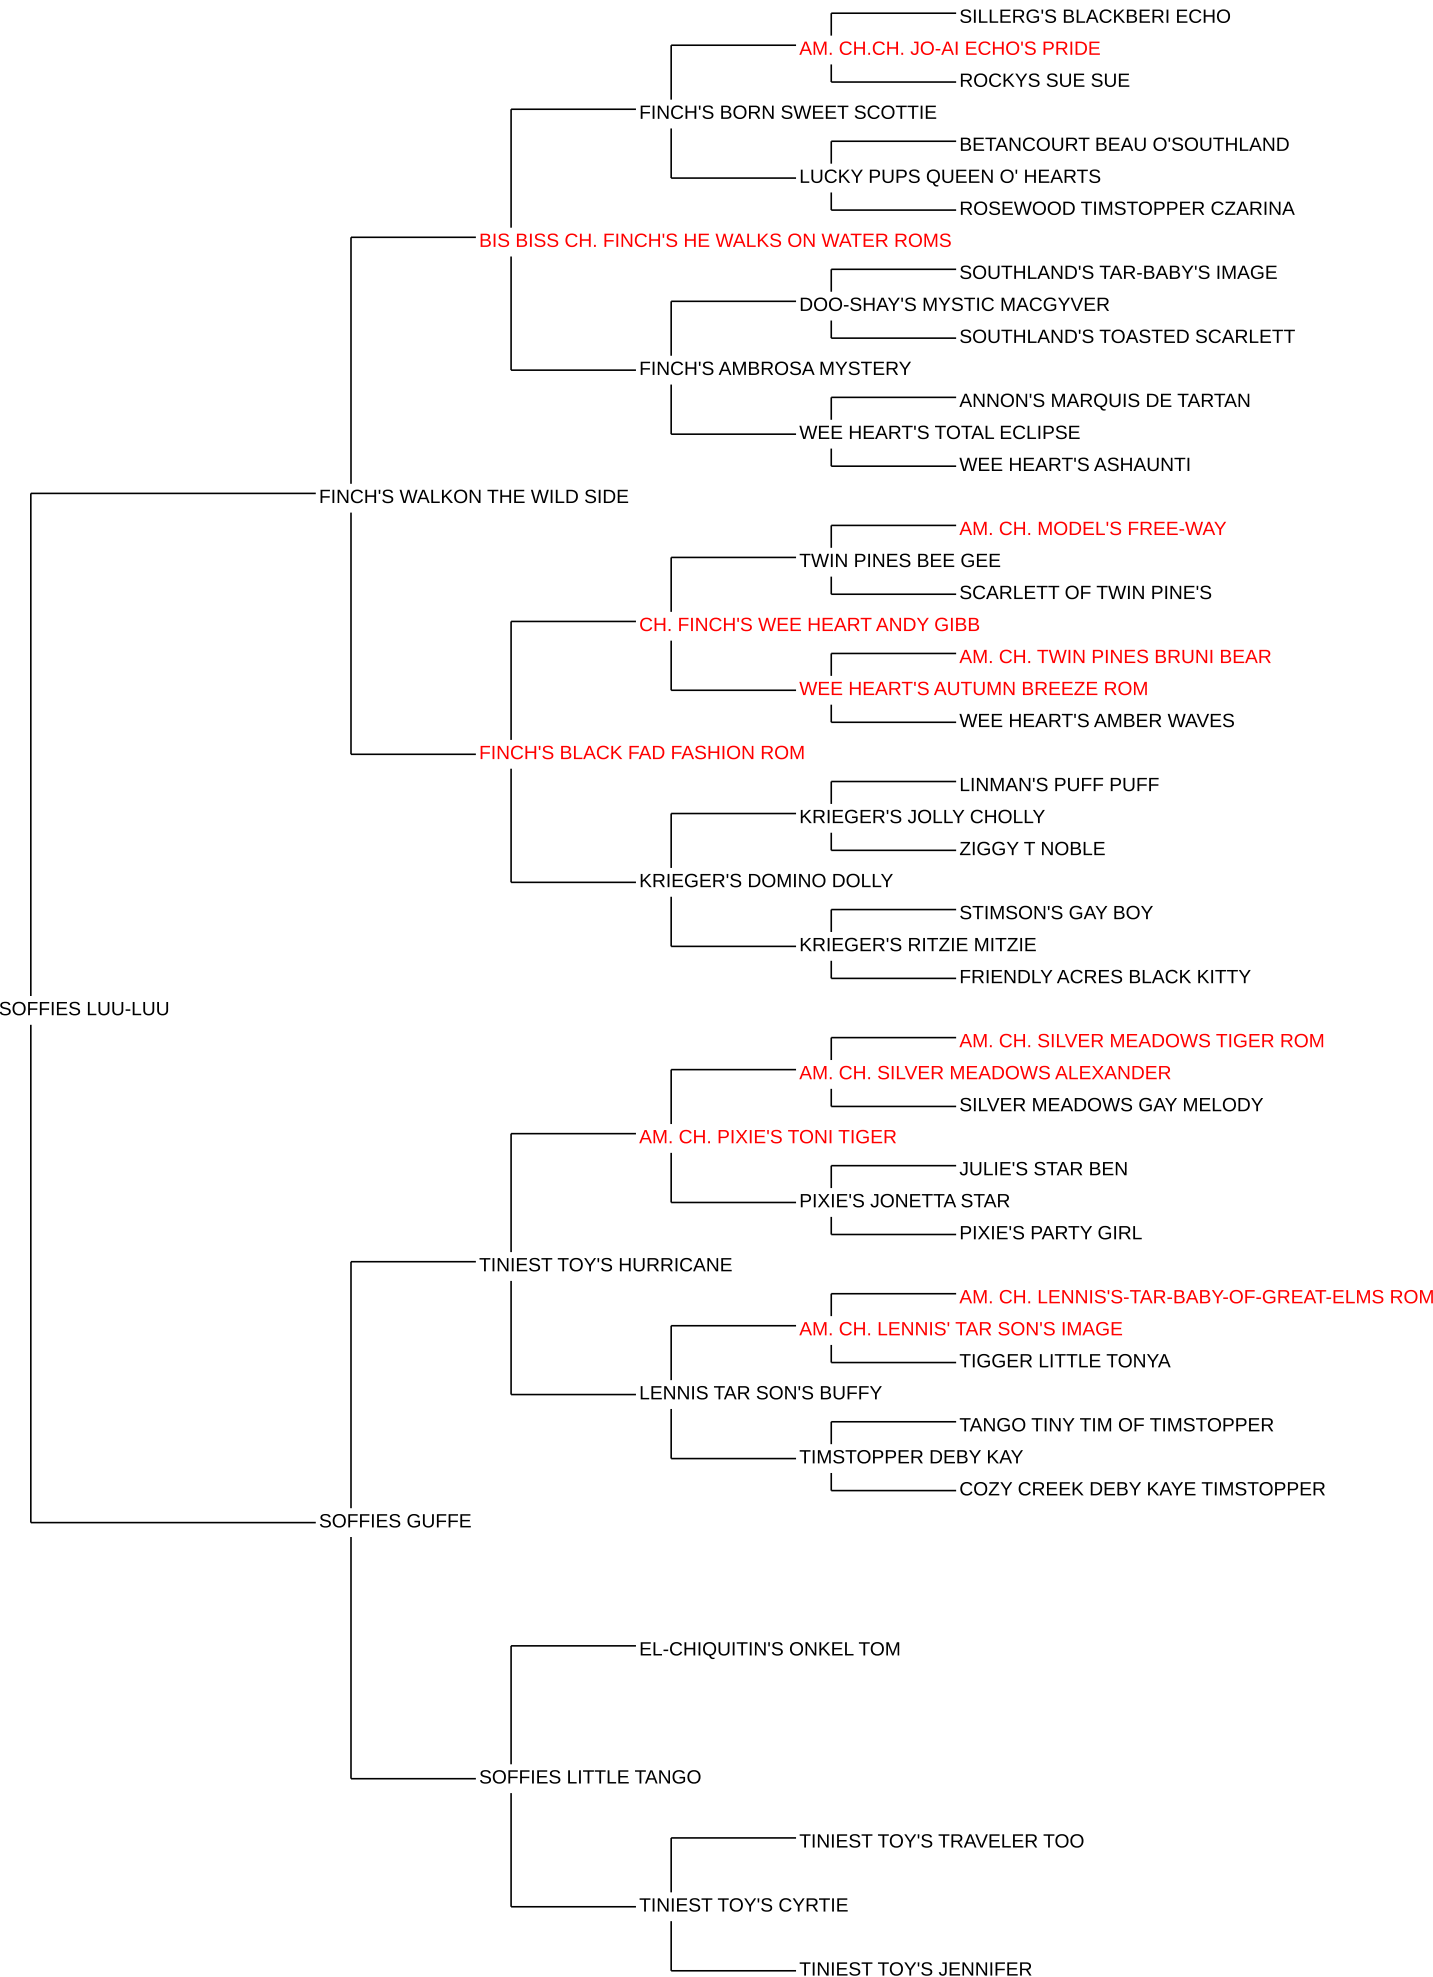 SILLERG'S BLACKBERI ECHO
AM. CH.CH. JO-AI ECHO'S PRIDE
ROCKYS SUE SUE
FINCH'S BORN SWEET SCOTTIE
BETANCOURT BEAU O'SOUTHLAND
LUCKY PUPS QUEEN O' HEARTS
ROSEWOOD TIMSTOPPER CZARINA
BIS BISS CH. FINCH'S HE WALKS ON WATER ROMS
SOUTHLAND'S TAR-BABY'S IMAGE
DOO-SHAY'S MYSTIC MACGYVER
SOUTHLAND'S TOASTED SCARLETT
FINCH'S AMBROSA MYSTERY
ANNON'S MARQUIS DE TARTAN
WEE HEART'S TOTAL ECLIPSE
WEE HEART'S ASHAUNTI
FINCH'S WALKON THE WILD SIDE
AM. CH. MODEL'S FREE-WAY
TWIN PINES BEE GEE
SCARLETT OF TWIN PINE'S
CH. FINCH'S WEE HEART ANDY GIBB
AM. CH. TWIN PINES BRUNI BEAR
WEE HEART'S AUTUMN BREEZE ROM
WEE HEART'S AMBER WAVES
FINCH'S BLACK FAD FASHION ROM
LINMAN'S PUFF PUFF
KRIEGER'S JOLLY CHOLLY
ZIGGY T NOBLE
KRIEGER'S DOMINO DOLLY
STIMSON'S GAY BOY
KRIEGER'S RITZIE MITZIE
FRIENDLY ACRES BLACK KITTY
SOFFIES LUU-LUU
AM. CH. SILVER MEADOWS TIGER ROM
AM. CH. SILVER MEADOWS ALEXANDER
SILVER MEADOWS GAY MELODY
AM. CH. PIXIE'S TONI TIGER
JULIE'S STAR BEN
PIXIE'S JONETTA STAR
PIXIE'S PARTY GIRL
TINIEST TOY'S HURRICANE
AM. CH. LENNIS'S-TAR-BABY-OF-GREAT-ELMS ROM
AM. CH. LENNIS' TAR SON'S IMAGE
TIGGER LITTLE TONYA
LENNIS TAR SON'S BUFFY
TANGO TINY TIM OF TIMSTOPPER
TIMSTOPPER DEBY KAY
COZY CREEK DEBY KAYE TIMSTOPPER
SOFFIES GUFFE
EL-CHIQUITIN'S ONKEL TOM
SOFFIES LITTLE TANGO
TINIEST TOY'S TRAVELER TOO
TINIEST TOY'S CYRTIE
TINIEST TOY'S JENNIFER